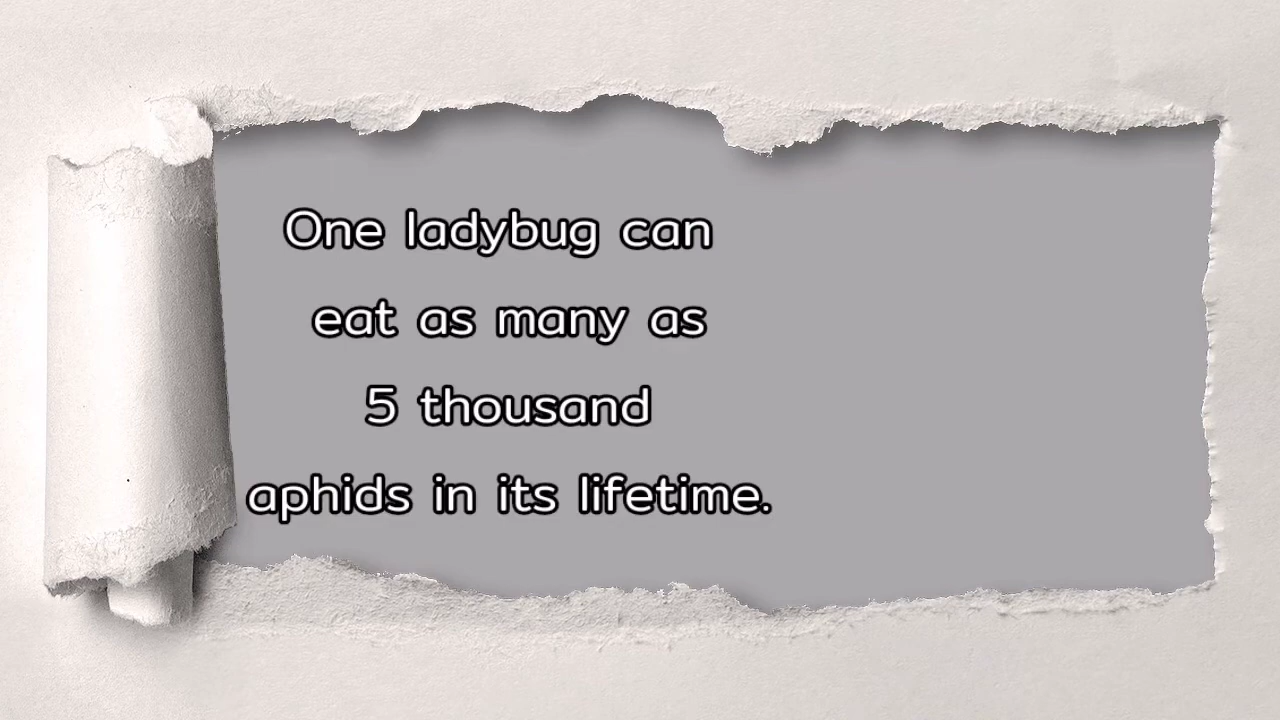 One ladybug can
eat as many as
5 thousand
aphids in its lifetime.